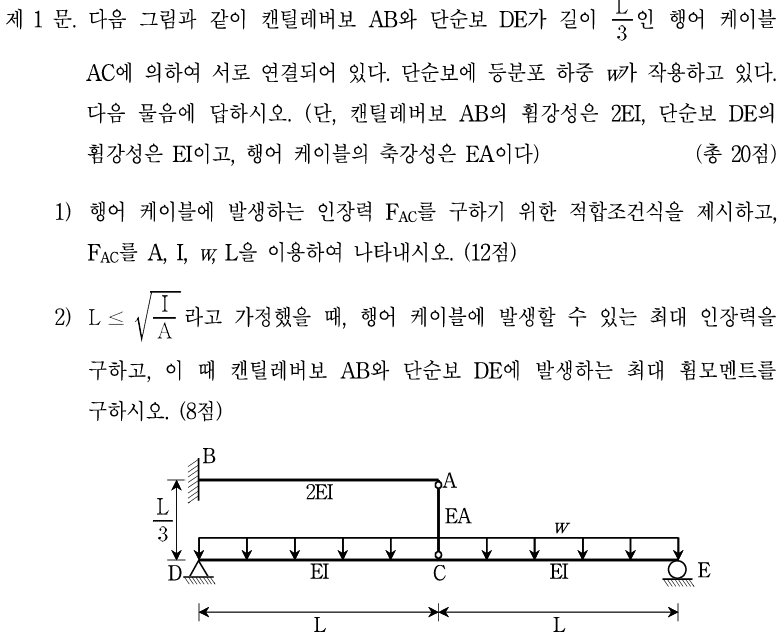 제 1 문. 다음 그림과 같이 캔틸레버보 AB와 단순보 DE가 길이 L/3인 행어 케이블
AC에 의하여 서로 연결되어 있다. 단순보에 등분포 하중 w가 작용하고 있다.
다음 물음에 답하시오. (단, 캔틸레버보 AB의 휨강성은 2EI, 단순보 DE의
휨강성은 EI이고, 행어 케이블의 축강성은 EA이다) (총 20점)
1) 행어 케이블에 발생하는 인장력 FAC를 구하기 위한 적합조건식을 제시하고,
FAC를 A, I, w, L을 이용하여 나타내시오. (12점)
2) L ≤ √(I/A) 라고 가정했을 때, 행어 케이블에 발생할 수 있는 최대 인장력을
구하고, 이 때 캔틸레버보 AB와 단순보 DE에 발생하는 최대 휨모멘트를
구하시오. (8점)
B
2EI A
L/3 EA
w
D EI C EI E
L L